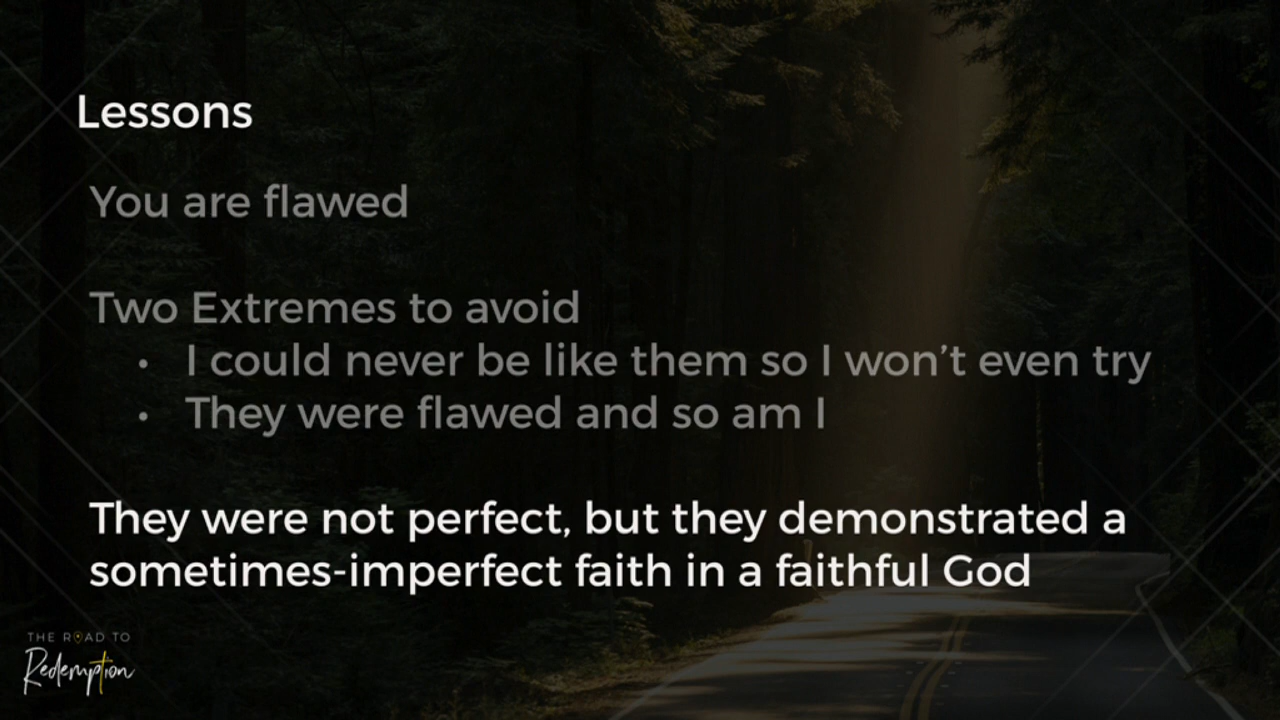 Lessons
You are flawed
Two Extremes to avoid
• I could never be like them so I won’t even try
• They were flawed and so am I
They were not perfect, but they demonstrated a
sometimes-imperfect faith in a faithful God
THE ROAD TO
Redemption